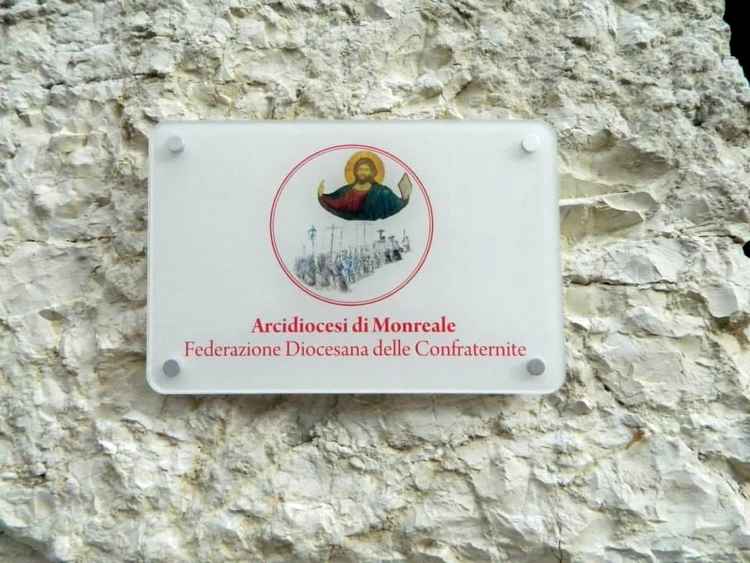 Arcidiocesi di Monreale
Federazione Diocesana delle Confraternite